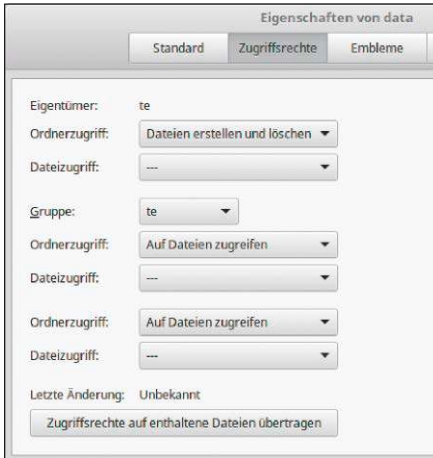 Eigenschaften von data
Standard Zugriffsrechte Embleme
Eigentümer: te
Ordnerzugriff: Dateien erstellen und löschen
Dateizugriff: ---
Gruppe: te
Ordnerzugriff: Auf Dateien zugreifen
Dateizugriff: ---
Ordnerzugriff: Auf Dateien zugreifen
Dateizugriff: ---
Letzte Änderung: Unbekannt
Zugriffsrechte auf enthaltene Dateien übertragen